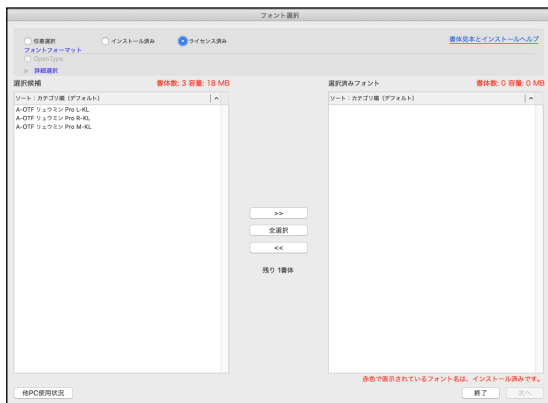 フォント選択
任意選択 インストール済み ライセンス済み 書体見本とインストールヘルプ
フォントフォーマット
OpenType
詳細選択
選択候補 書体数: 3 容量: 18 MB 選択済みフォント 書体数: 0 容量: 0 MB
ソート：カテゴリ順（デフォルト） ソート：カテゴリ順（デフォルト）
A-OTF リュウミン Pro L-KL
A-OTF リュウミン Pro R-KL
A-OTF リュウミン Pro M-KL
>>
全選択
<<
残り 1書体
赤色で表示されているフォント名は、インストール済みです。
他PC使用状況 終了 次へ